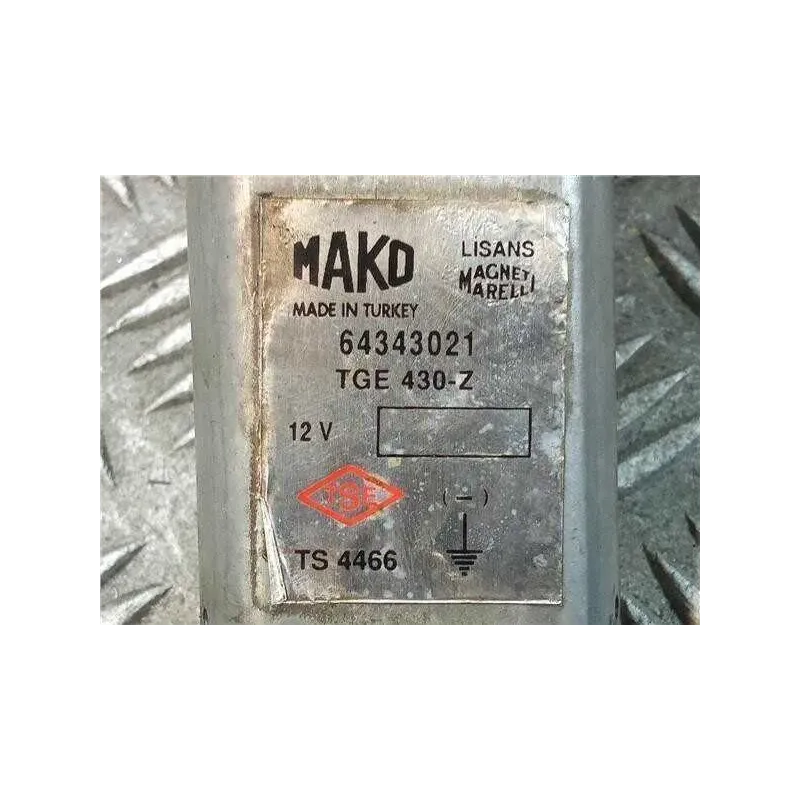 MAKO
LISANS
MAGNETI
MARELLI
MADE IN TURKEY
64343021
TGE 430-Z
12 V
TSE
(-)
TS 4466